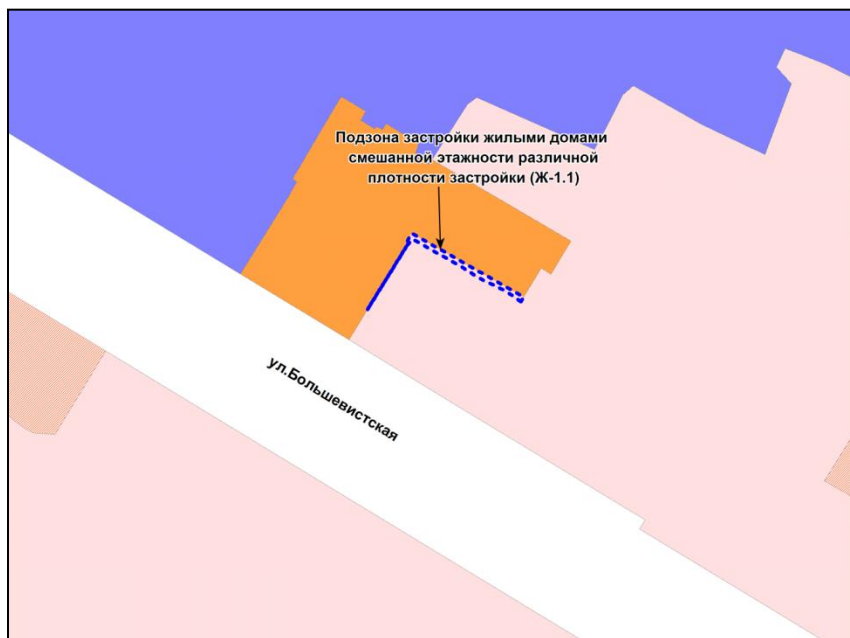 Подзона застройки жилыми домами
смешанной этажности различной
плотности застройки (Ж-1.1)
ул.Большевистская